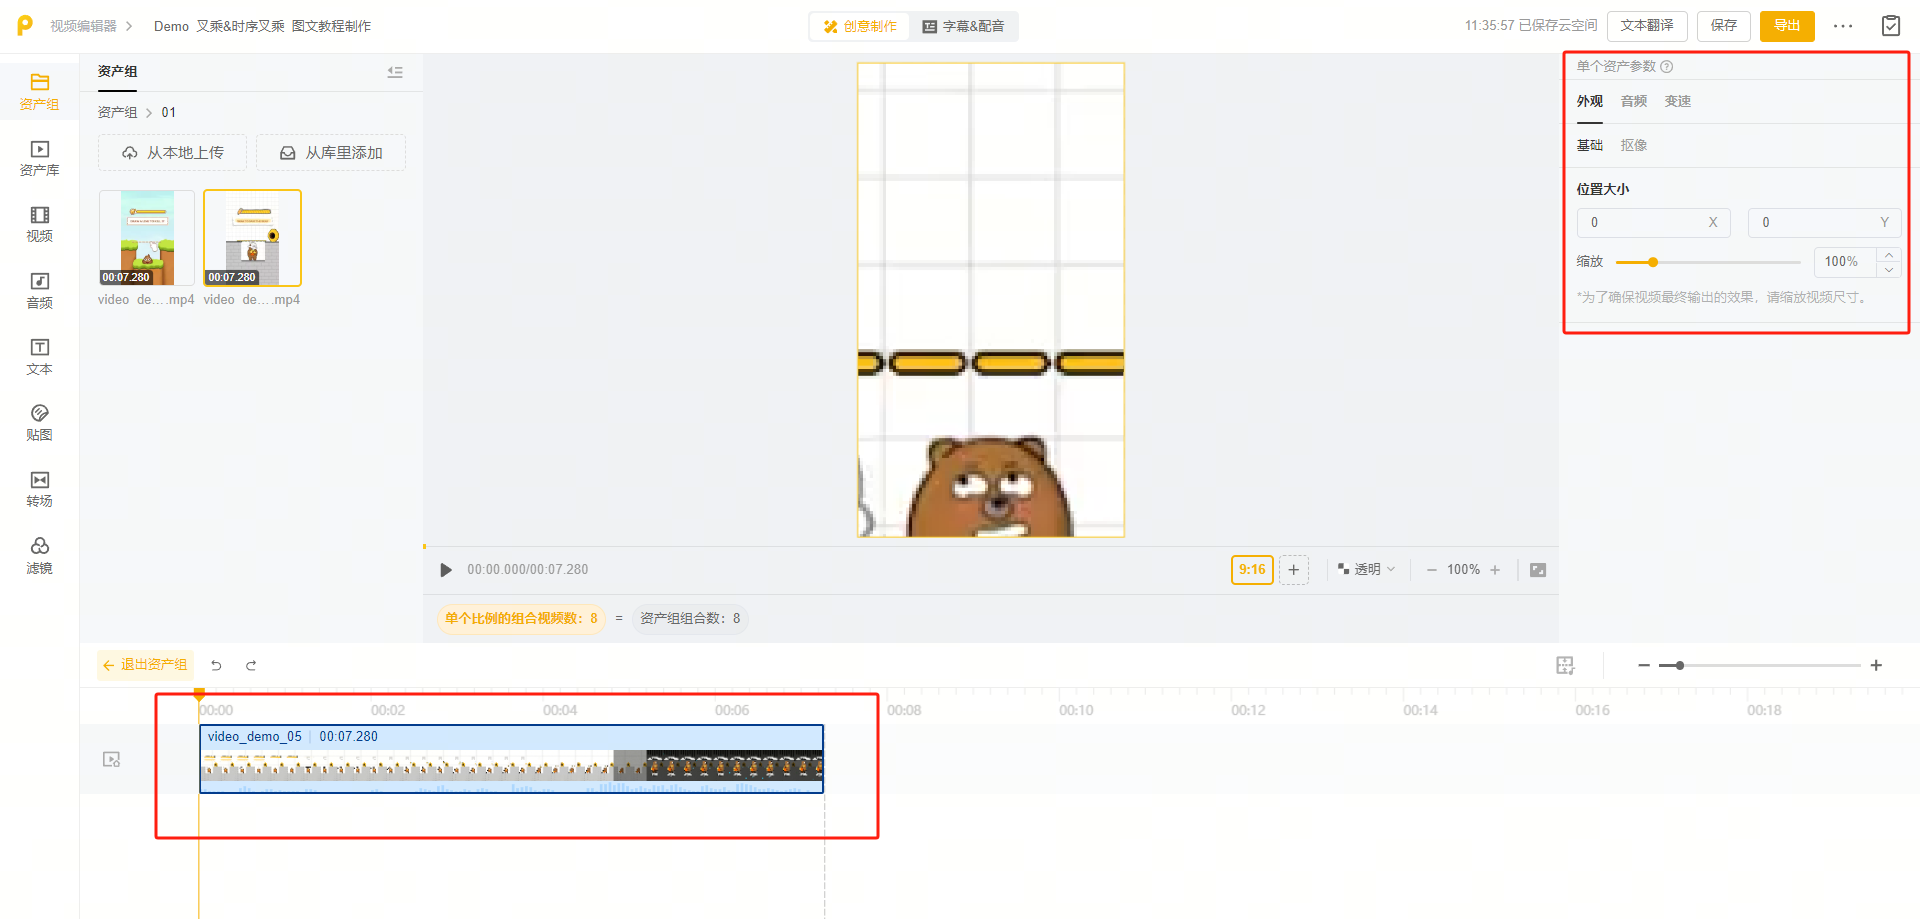 视频编辑器 > Demo 叉乘&时序叉乘 图文教程制作
创意制作
字幕&配音
11:35:57 已保存云空间
文本翻译
保存
导出
资产组
资产库
视频
音频
文本
贴图
转场
滤镜
资产组
资产组 > 01
从本地上传
从库里添加
00:07.280
00:07.280
video de....mp4
video de....mp4
00:00.000/00:07.280
9:16
透明
100%
单个比例的组合视频数: 8 = 资产组组合数: 8
单个资产参数
外观 音频 变速
基础 抠像
位置大小
0 X
0 Y
缩放
100%
*为了确保视频最终输出的效果，请缩放视频尺寸。
退出资产组
00:00 00:02 00:04 00:06 00:08 00:10 00:12 00:14 00:16 00:18
video_demo_05 | 00:07.280